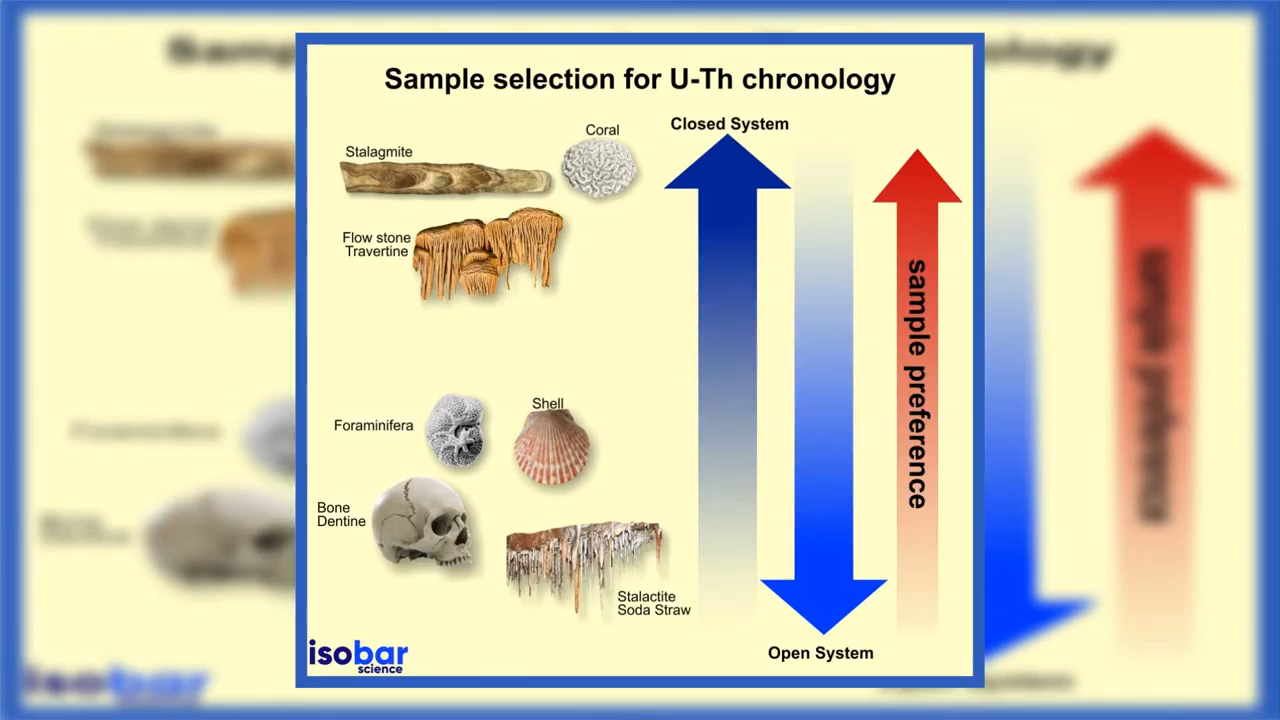 Sample selection for U-Th chronology
Coral
Closed System
Stalagmite
Flow stone
Travertine
sample preference
Foraminifera
Shell
Bone
Dentine
Stalactite
Soda Straw
isobar
science
Open System